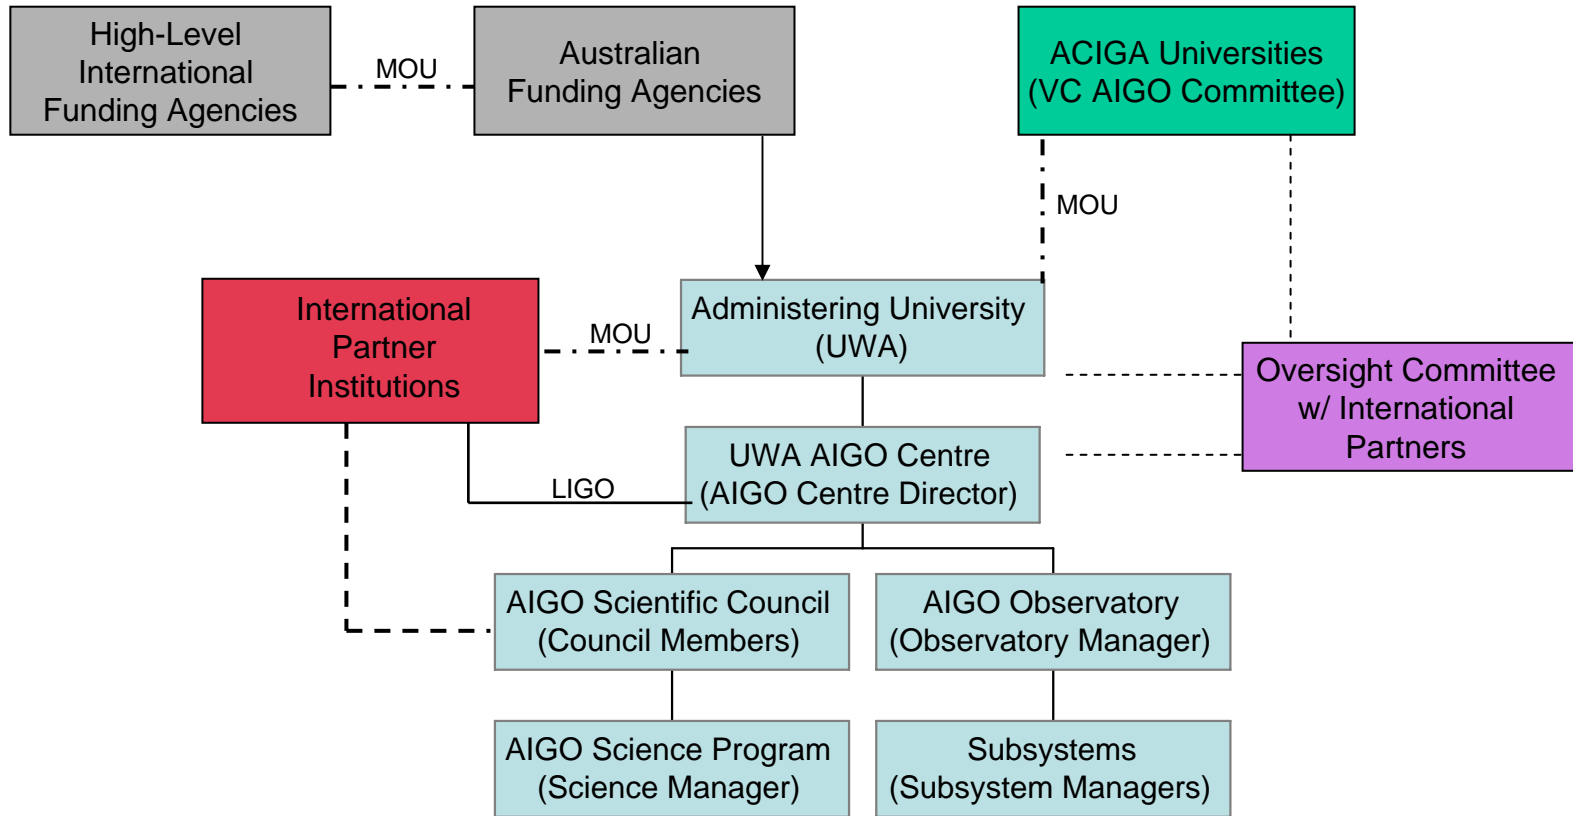 High-Level
International
Funding Agencies
MOU
Australian
Funding Agencies
ACIGA Universities
(VC AIGO Committee)
MOU
International
Partner
Institutions
MOU
Administering University
(UWA)
Oversight Committee
w/ International
Partners
UWA AIGO Centre
(AIGO Centre Director)
LIGO
AIGO Scientific Council
(Council Members)
AIGO Observatory
(Observatory Manager)
AIGO Science Program
(Science Manager)
Subsystems
(Subsystem Managers)